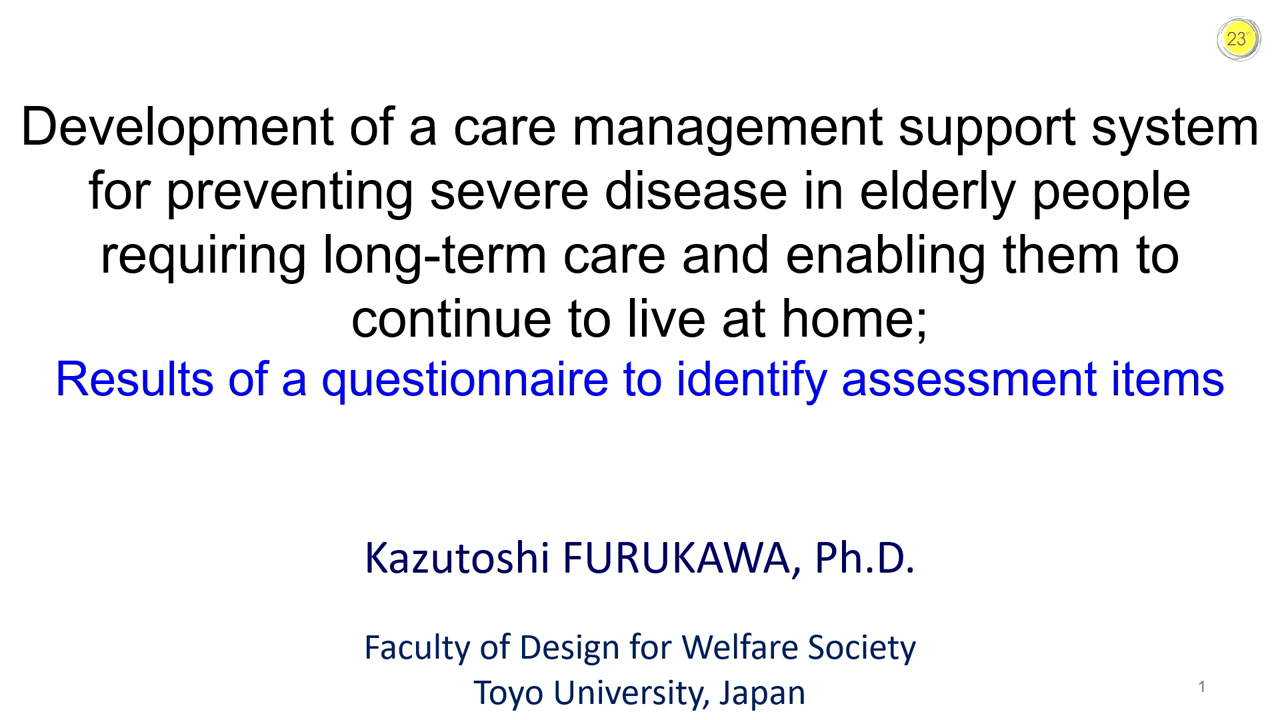 23
Development of a care management support system
for preventing severe disease in elderly people
requiring long-term care and enabling them to
continue to live at home;
Results of a questionnaire to identify assessment items
Kazutoshi FURUKAWA, Ph.D.
Faculty of Design for Welfare Society
Toyo University, Japan
1